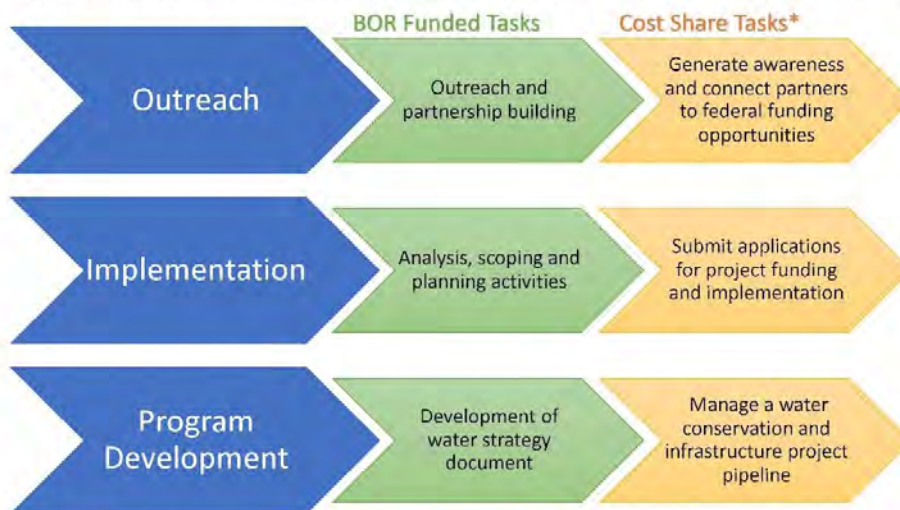 BOR Funded Tasks
Cost Share Tasks*
Outreach
Outreach and
partnership building
Generate awareness
and connect partners
to federal funding
opportunities
Implementation
Analysis, scoping and
planning activities
Submit applications
for project funding
and implementation
Program
Development
Development of
water strategy
document
Manage a water
conservation and
infrastructure project
pipeline